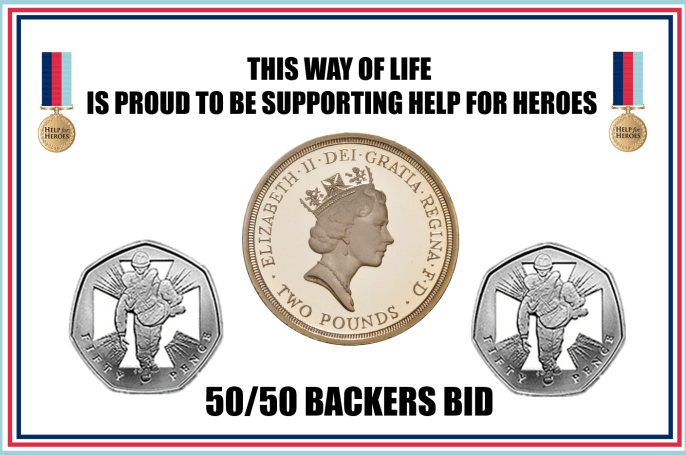 THIS WAY OF LIFE
IS PROUD TO BE SUPPORTING HELP FOR HEROES
HELP for
HEROES
HELP for
HEROES
ELIZABETH·II·DEI·GRATIA·REGINA·F·D
·TWO POUNDS·
FIFTY PENCE
FIFTY PENCE
50/50 BACKERS BID